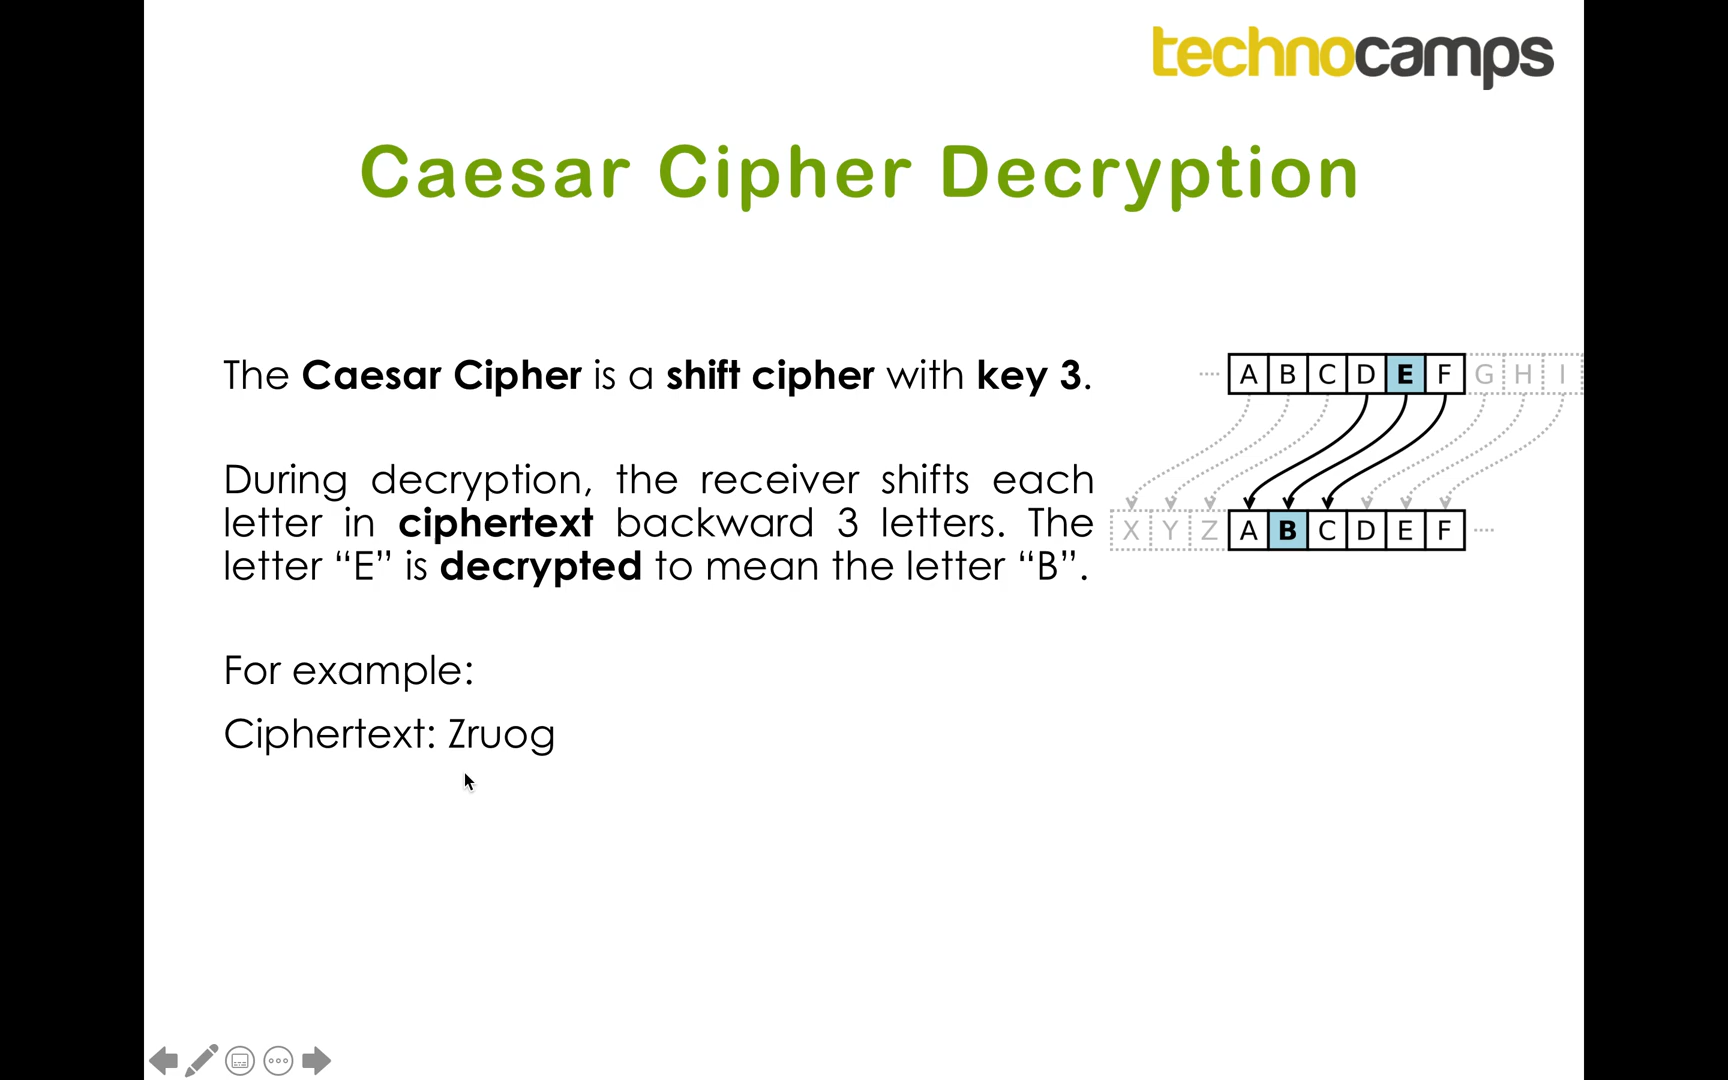 technocamps
Caesar Cipher Decryption
The Caesar Cipher is a shift cipher with key 3.
During decryption, the receiver shifts each
letter in ciphertext backward 3 letters. The
letter “E” is decrypted to mean the letter “B”.
For example:
Ciphertext: Zruog
A B C D E F G H I
X Y Z A B C D E F